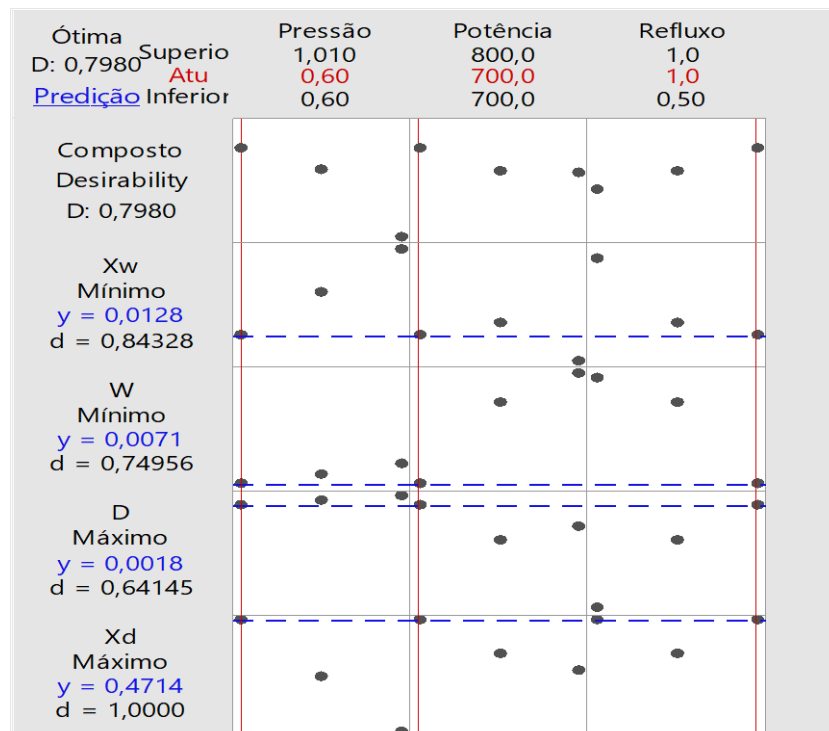 Ótima
D: 0,7980
Predição
Superio
Atu
Inferior
Pressão
1,010
0,60
0,60
Potência
800,0
700,0
700,0
Refluxo
1,0
1,0
0,50
Composto
Desirability
D: 0,7980
Xw
Mínimo
y = 0,0128
d = 0,84328
W
Mínimo
y = 0,0071
d = 0,74956
D
Máximo
y = 0,0018
d = 0,64145
Xd
Máximo
y = 0,4714
d = 1,0000